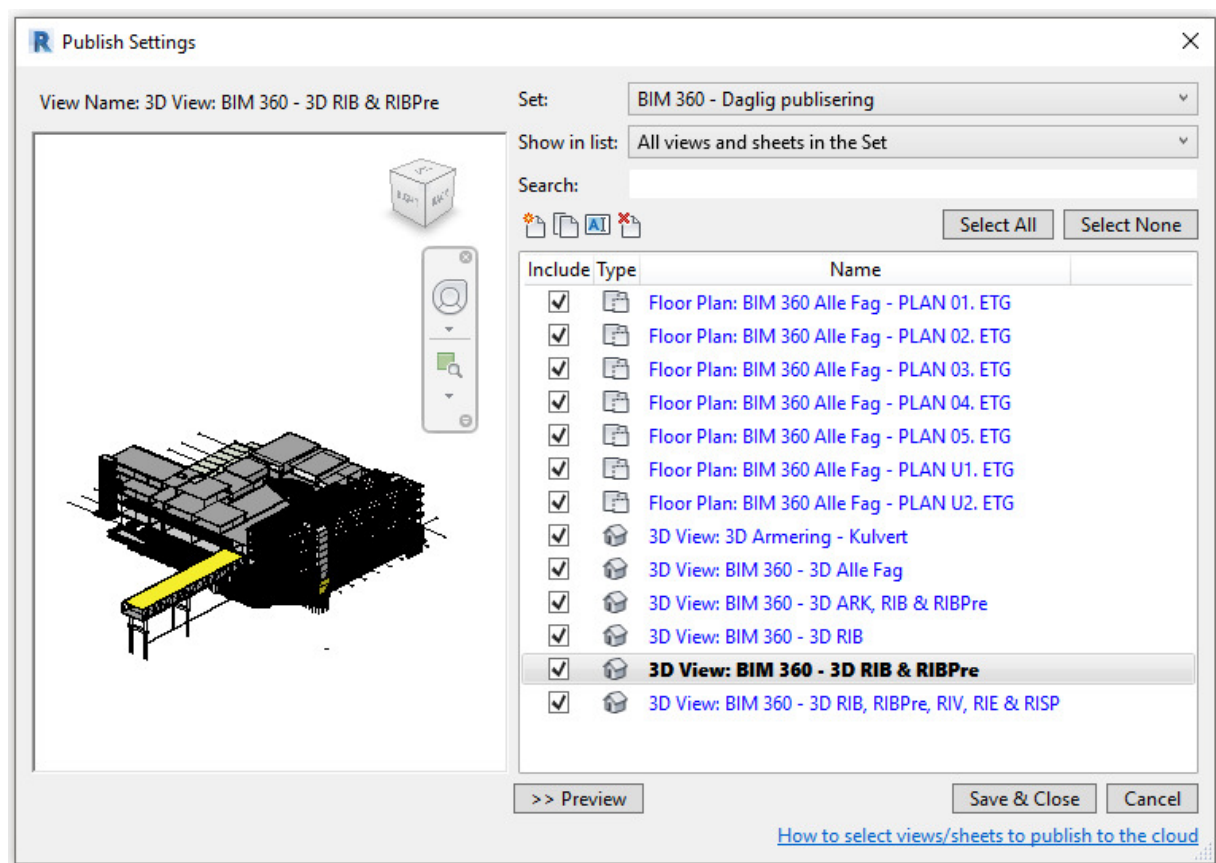 Publish Settings
View Name: 3D View: BIM 360 - 3D RIB & RIBPre
Set: BIM 360 - Daglig publisering
Show in list: All views and sheets in the Set
Search:
AI
Select All Select None
Include Type Name
Floor Plan: BIM 360 Alle Fag - PLAN 01. ETG
Floor Plan: BIM 360 Alle Fag - PLAN 02. ETG
Floor Plan: BIM 360 Alle Fag - PLAN 03. ETG
Floor Plan: BIM 360 Alle Fag - PLAN 04. ETG
Floor Plan: BIM 360 Alle Fag - PLAN 05. ETG
Floor Plan: BIM 360 Alle Fag - PLAN U1. ETG
Floor Plan: BIM 360 Alle Fag - PLAN U2. ETG
3D View: 3D Armering - Kulvert
3D View: BIM 360 - 3D Alle Fag
3D View: BIM 360 - 3D ARK, RIB & RIBPre
3D View: BIM 360 - 3D RIB
3D View: BIM 360 - 3D RIB & RIBPre
3D View: BIM 360 - 3D RIB, RIBPre, RIV, RIE & RISP
>> Preview Save & Close Cancel
How to select views/sheets to publish to the cloud